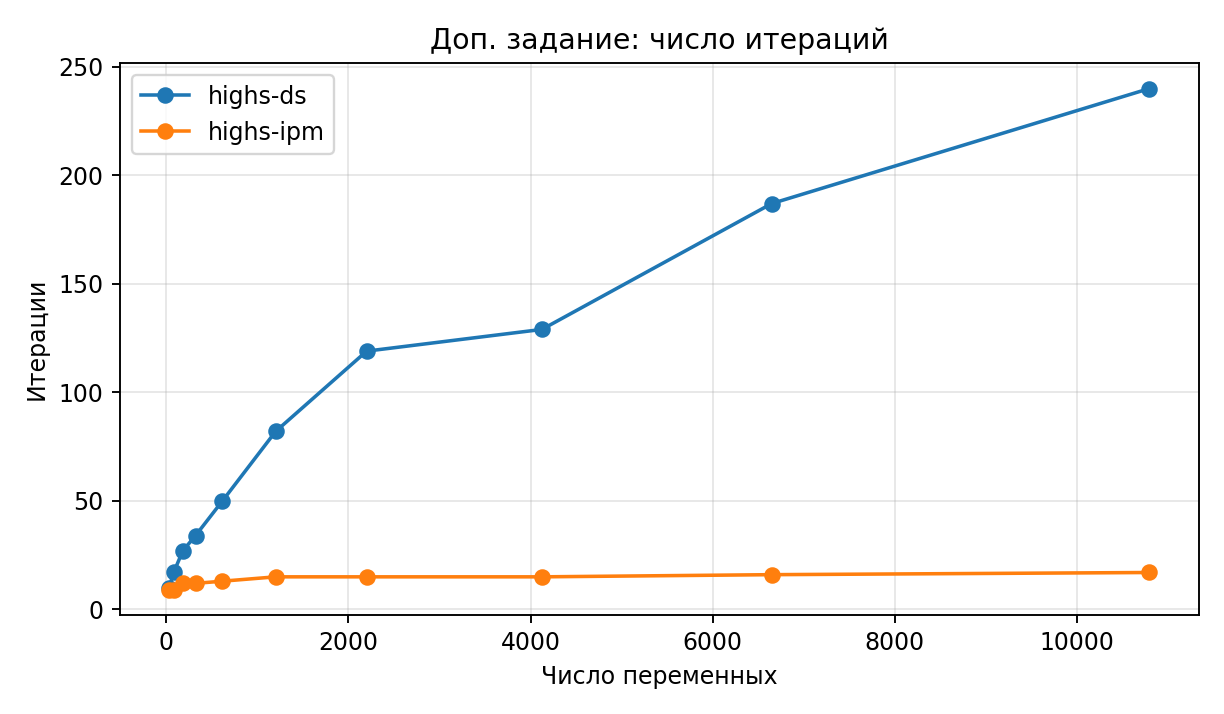 Доп. задание: число итераций
highs-ds
highs-ipm
Итерации
250
200
150
100
50
0
0 2000 4000 6000 8000 10000
Число переменных